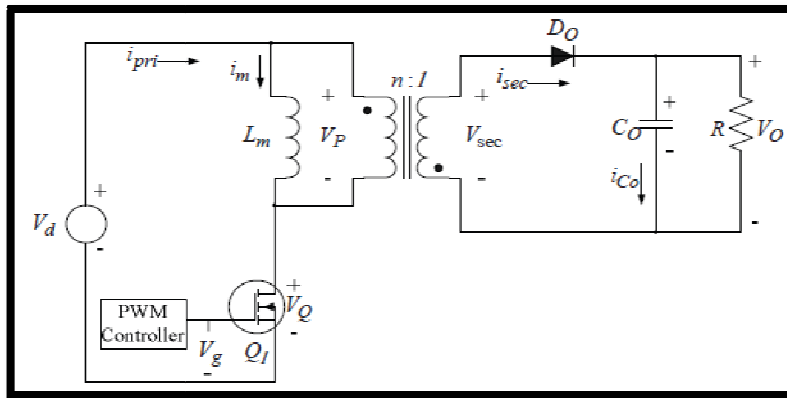 D_O
i_pri
i_m
n : 1
i_sec
+
+
+
+
L_m
V_P
V_sec
C_O
R
V_O
-
-
-
i_Co
+
V_d
-
-
+
PWM
Controller
V_Q
+
-
V_g
Q_1
-